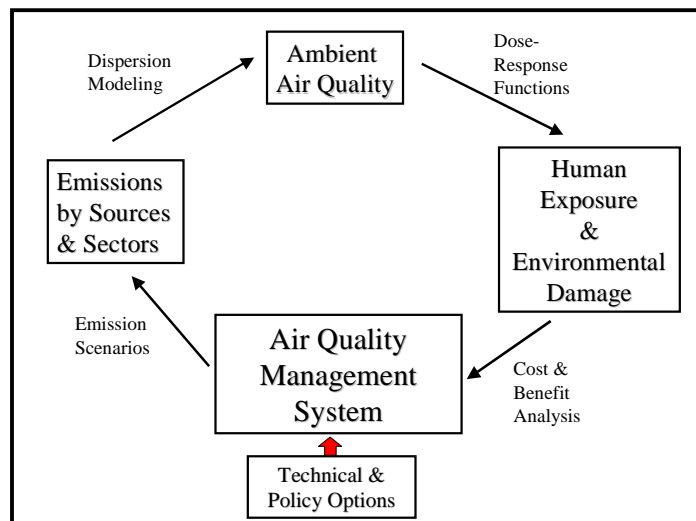 Dispersion
Modeling
Ambient
Air Quality
Dose-
Response
Functions
Emissions
by Sources
& Sectors
Human
Exposure
&
Environmental
Damage
Emission
Scenarios
Air Quality
Management
System
Cost &
Benefit
Analysis
Technical &
Policy Options